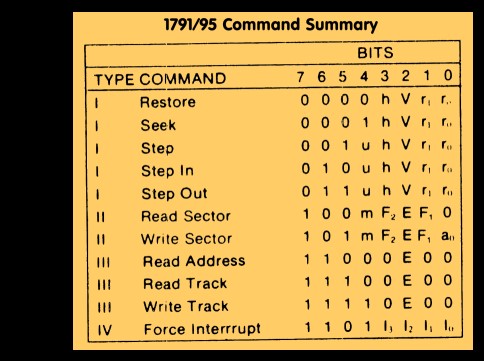 1791/95 Command Summary
BITS
TYPE COMMAND 7 6 5 4 3 2 1 0
I Restore 0 0 0 0 h V r₁ r₀
I Seek 0 0 0 1 h V r₁ r₀
I Step 0 0 1 u h V r₁ r₀
I Step In 0 1 0 u h V r₁ r₀
I Step Out 0 1 1 u h V r₁ r₀
II Read Sector 1 0 0 m F₂ E F₁ 0
II Write Sector 1 0 1 m F₂ E F₁ a₀
III Read Address 1 1 0 0 0 E 0 0
III Read Track 1 1 1 0 0 E 0 0
III Write Track 1 1 1 1 0 E 0 0
IV Force Interrrupt 1 1 0 1 I₃ I₂ I₁ I₀